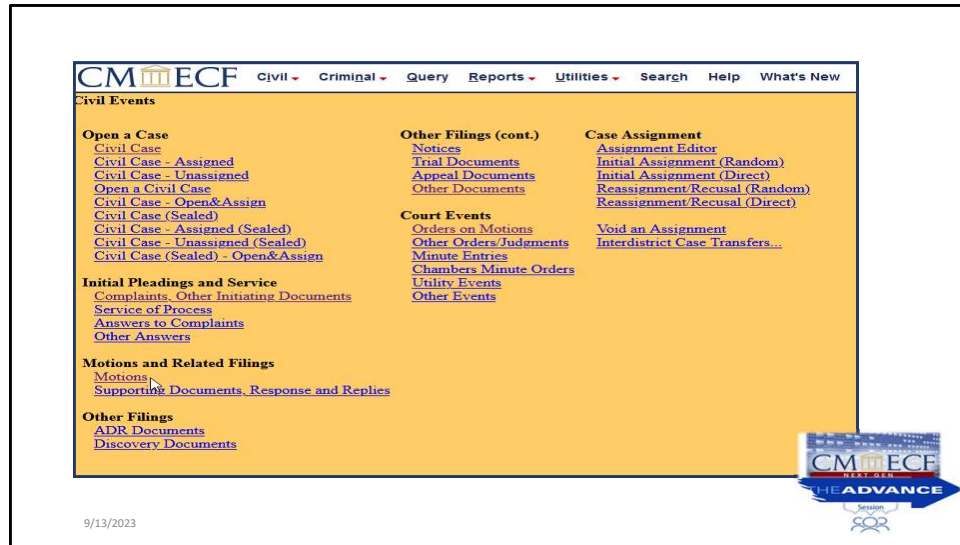 CM ECF Civil Criminal Query Reports Utilities Search Help What's New
Civil Events
Open a Case
Civil Case
Civil Case - Assigned
Civil Case - Unassigned
Open a Civil Case
Civil Case - Open&Assign
Civil Case (Sealed)
Civil Case - Assigned (Sealed)
Civil Case - Unassigned (Sealed)
Civil Case (Sealed) - Open&Assign
Initial Pleadings and Service
Complaints, Other Initiating Documents
Service of Process
Answers to Complaints
Other Answers
Motions and Related Filings
Motions
Supporting Documents, Response and Replies
Other Filings
ADR Documents
Discovery Documents
Other Filings (cont.)
Notices
Trial Documents
Appeal Documents
Other Documents
Court Events
Orders on Motions
Other Orders/Judgments
Minute Entries
Chambers Minute Orders
Utility Events
Other Events
Case Assignment
Assignment Editor
Initial Assignment (Random)
Initial Assignment (Direct)
Reassignment/Recusal (Random)
Reassignment/Recusal (Direct)
Void an Assignment
Interdistrict Case Transfers...
CM ECF
NEXT GEN
THE ADVANCE
Session
9/13/2023